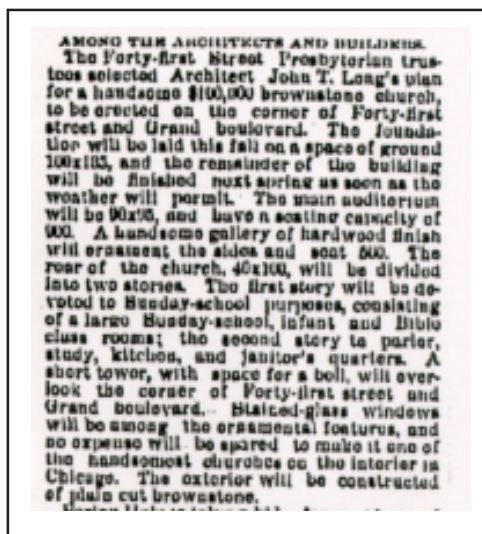 AMONG THE ARCHITECTS AND BUILDERS.
The Forty-first Street Presbyterian trus-
tees selected Architect John T. Long's plan
for a handsome $100,000 brownstone church,
to be erected on the corner of Forty-first
street and Grand boulevard. The founda-
tion will be laid this fall on a space of ground
and the remainder of the building
will be finished next spring as soon as the
weather will permit. The main auditorium
will be 90x95, and have a seating capacity of
900. A handsome gallery of hardwood finish
will ornament the sides and seat 500. The
rear of the church, 40x100, will be divided
into two stories. The first story will be de-
voted to Sunday-school purposes, consisting
of a large Sunday-school, infant and Bible
class rooms; the second story to parlor,
study, kitchen, and janitor's quarters. A
short tower, with space for a bell, will over-
look the corner of Forty-first street and
Grand boulevard. Stained-glass windows
will be among the ornamental features, and
no expense will be spared to make it one of
the handsomest churches on the interior in
Chicago. The exterior will be constructed
of plain cut brownstone.